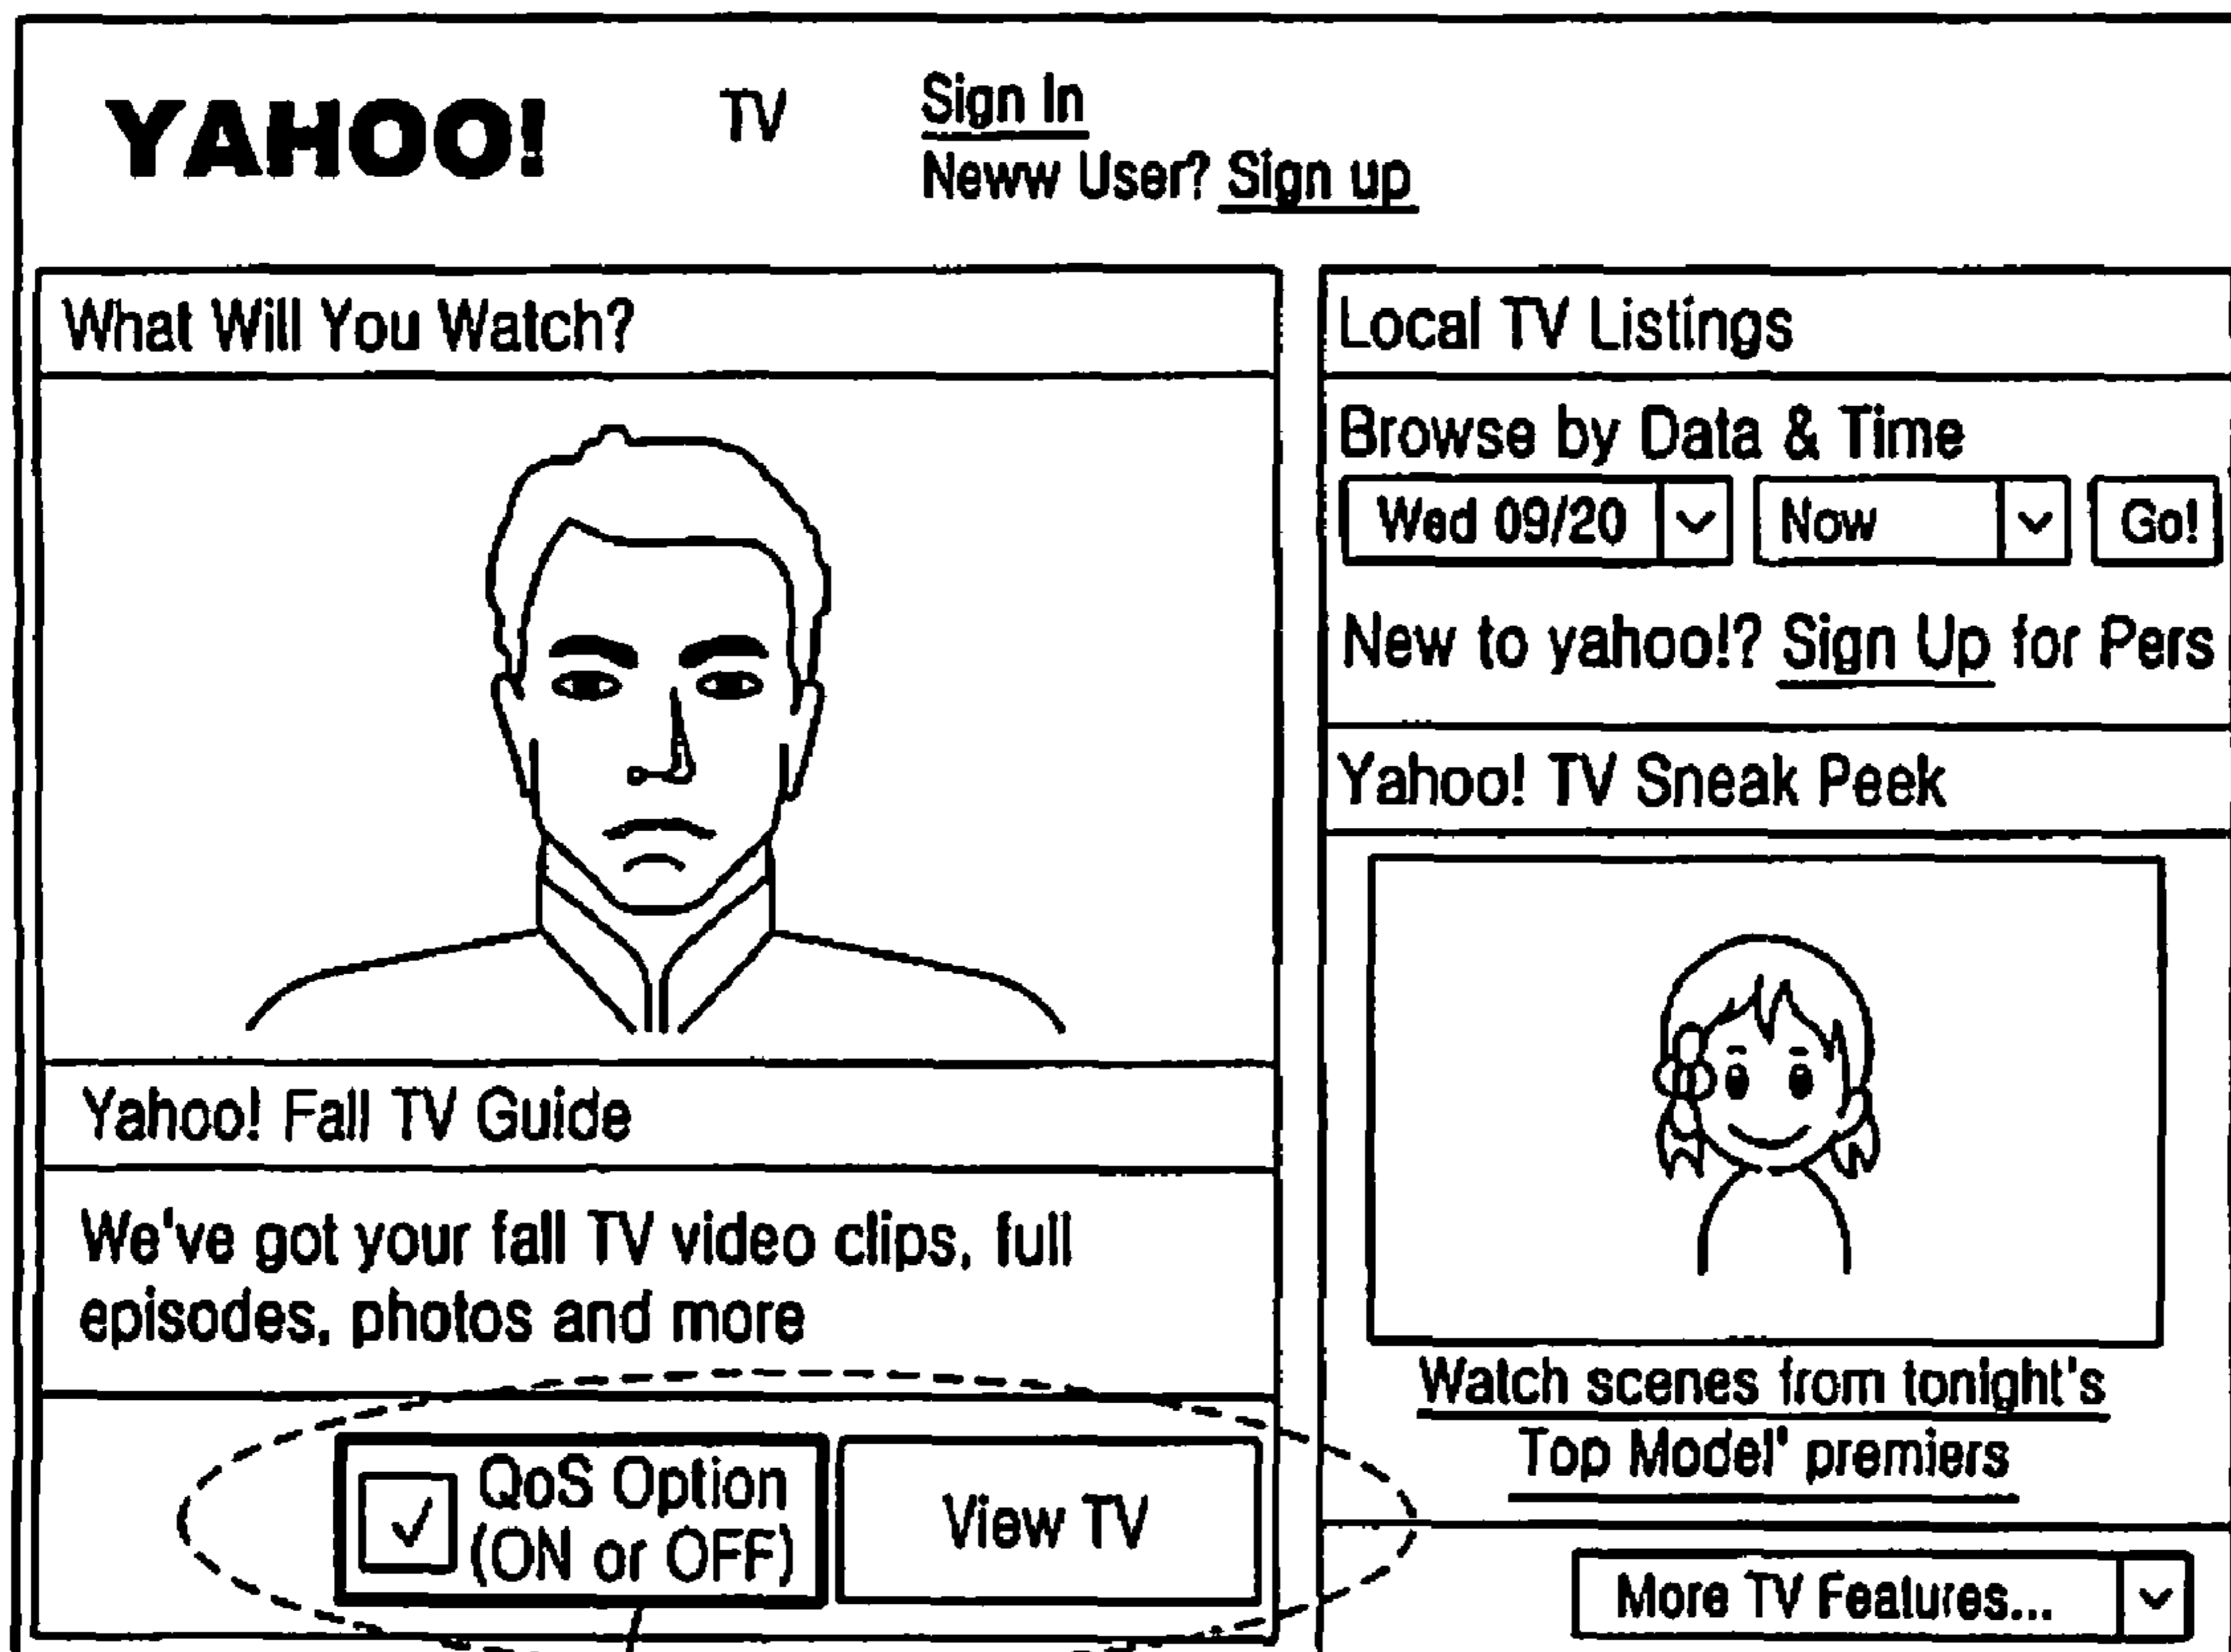 YAHOO!
TV
Sign In
Neww User? Sign up
What Will You Watch?
Yahoo! Fall TV Guide
We've got your fall TV video clips, full
episodes, photos and more
QoS Option
(ON or OFF)
View TV
Local TV Listings
Browse by Data & Time
Wed 09/20
Now
Go!
New to yahoo!? Sign Up for Pers
Yahoo! TV Sneak Peek
Watch scenes from tonight's
Top Model' premiers
More TV Features...